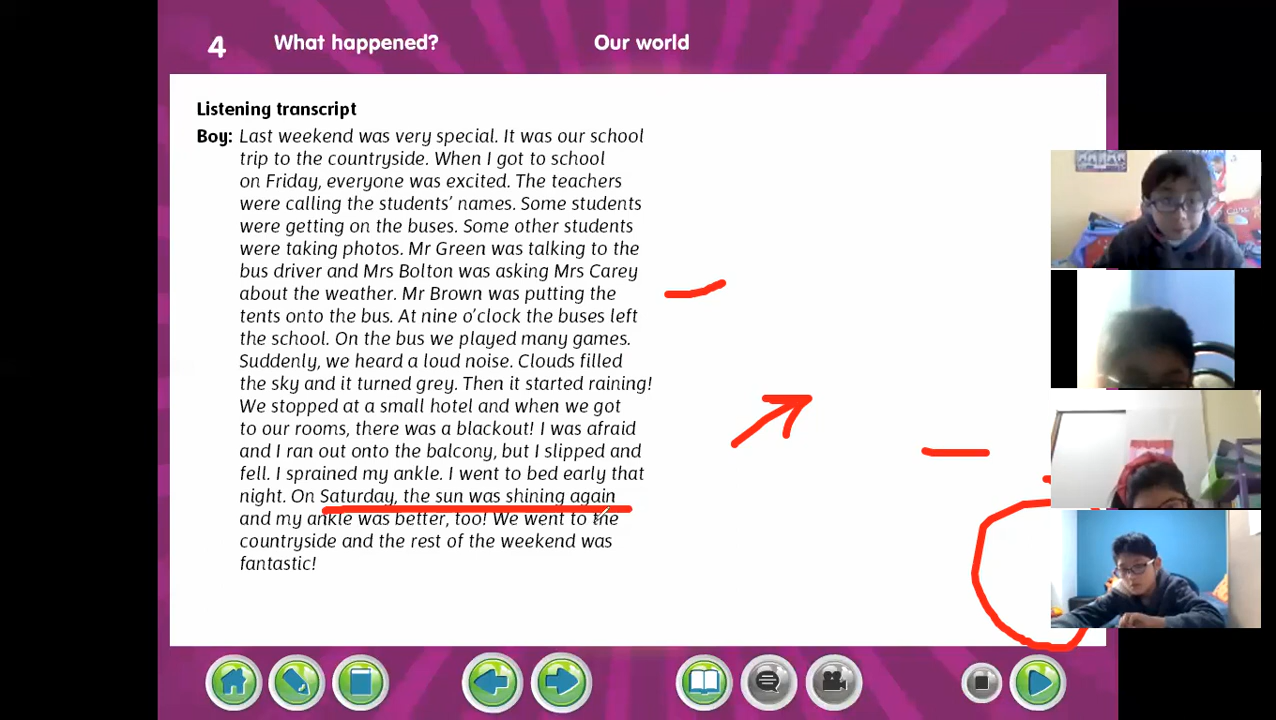 4 What happened? Our world
Listening transcript
Boy: Last weekend was very special. It was our school
trip to the countryside. When I got to school
on Friday, everyone was excited. The teachers
were calling the students' names. Some students
were getting on the buses. Some other students
were taking photos. Mr Green was talking to the
bus driver and Mrs Bolton was asking Mrs Carey
about the weather. Mr Brown was putting the
tents onto the bus. At nine o'clock the buses left
the school. On the bus we played many games.
Suddenly, we heard a loud noise. Clouds filled
the sky and it turned grey. Then it started raining!
We stopped at a small hotel and when we got
to our rooms, there was a blackout! I was afraid
and I ran out onto the balcony, but I slipped and
fell. I sprained my ankle. I went to bed early that
night. On Saturday, the sun was shining again
and my ankle was better, too! We went to the
countryside and the rest of the weekend was
fantastic!